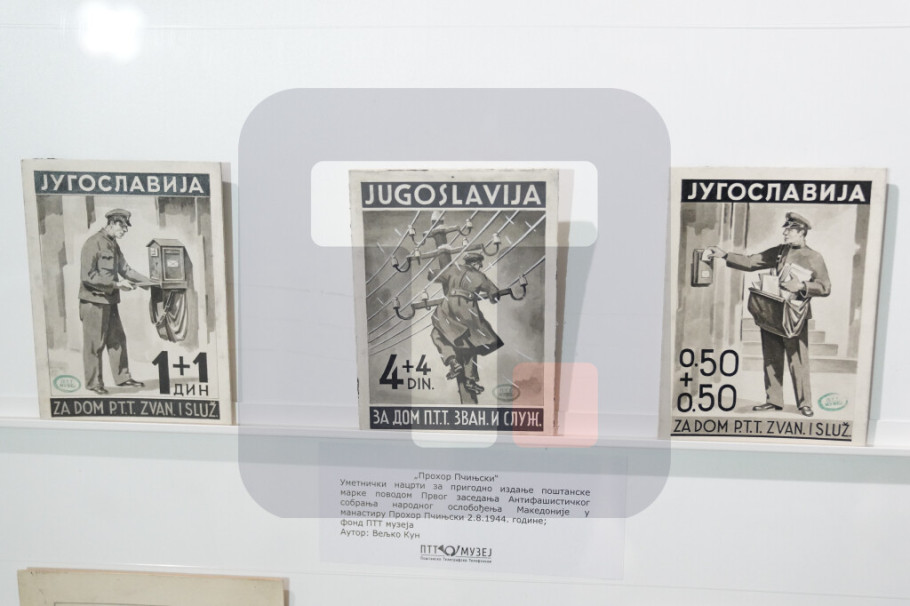 ЈУГОСЛАВИЈА
1+1
ДИН
ZA DOM P.T.T. ZVAN. I SLUŽ.
JUGOSLAVIJA
4+4
DIN.
ЗА ДОМ П.Т.Т. ЗВАН. И СЛУЖ.
ЈУГОСЛАВИЈА
0.50
+
0.50
ZA DOM P.T.T. ZVAN. I SLUŽ.
„Прохор Пчињски“
Уметнички нацрти за пригодно издање поштанске
марке поводом Првог заседања Антифашистичког
собрања народног ослобођења Македоније у
манастиру Прохор Пчињски 2.8.1944. године;
фонд ПТТ музеја
Аутор: Вељко Кун
ПТТ МУЗЕЈ